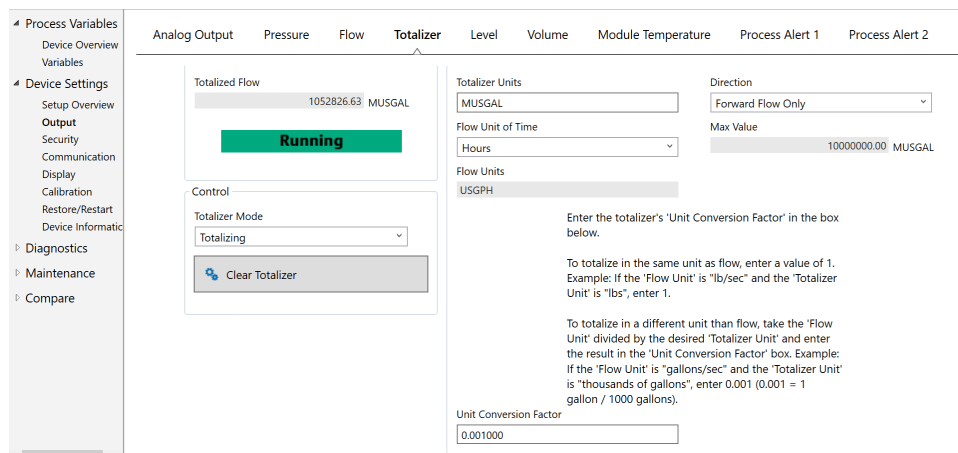 Process Variables
Device Overview
Variables
Device Settings
Setup Overview
Output
Security
Communication
Display
Calibration
Restore/Restart
Device Informatic
Diagnostics
Maintenance
Compare
Analog Output Pressure Flow Totalizer Level Volume Module Temperature Process Alert 1 Process Alert 2
Totalized Flow
1052826.63 MUSGAL
Running
Control
Totalizer Mode
Totalizing
Clear Totalizer
Totalizer Units
MUSGAL
Flow Unit of Time
Hours
Flow Units
USGPH
Direction
Forward Flow Only
Max Value
10000000.00 MUSGAL
Enter the totalizer's 'Unit Conversion Factor' in the box
below.
To totalize in the same unit as flow, enter a value of 1.
Example: If the 'Flow Unit' is "lb/sec" and the 'Totalizer
Unit' is "lbs", enter 1.
To totalize in a different unit than flow, take the 'Flow
Unit' divided by the desired 'Totalizer Unit' and enter
the result in the 'Unit Conversion Factor' box. Example:
If the 'Flow Unit' is "gallons/sec" and the 'Totalizer Unit'
is "thousands of gallons", enter 0.001 (0.001 = 1
gallon / 1000 gallons).
Unit Conversion Factor
0.001000